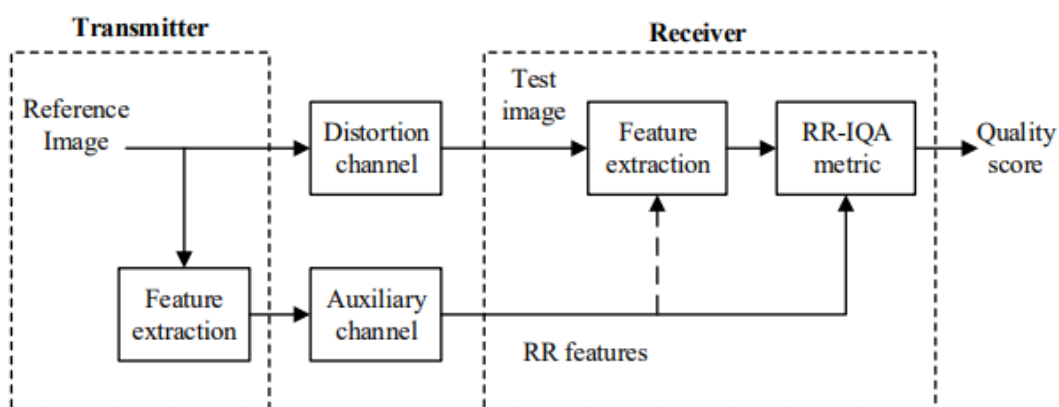 Transmitter
Receiver
Reference
Image
Distortion
channel
Test
image
Feature
extraction
RR-IQA
metric
Quality
score
Feature
extraction
Auxiliary
channel
RR features